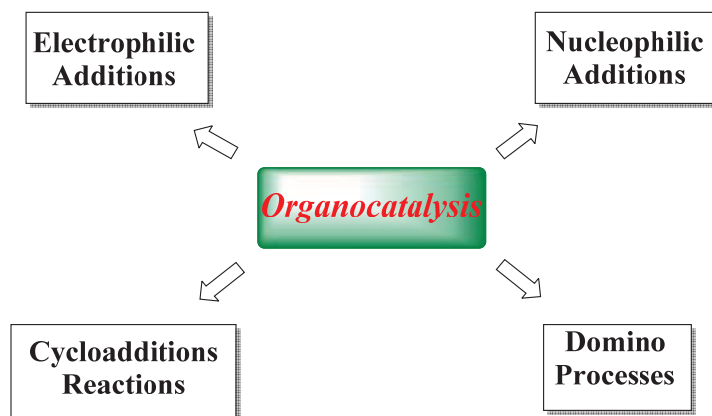 Electrophilic
Additions
Nucleophilic
Additions
Organocatalysis
Cycloadditions
Reactions
Domino
Processes